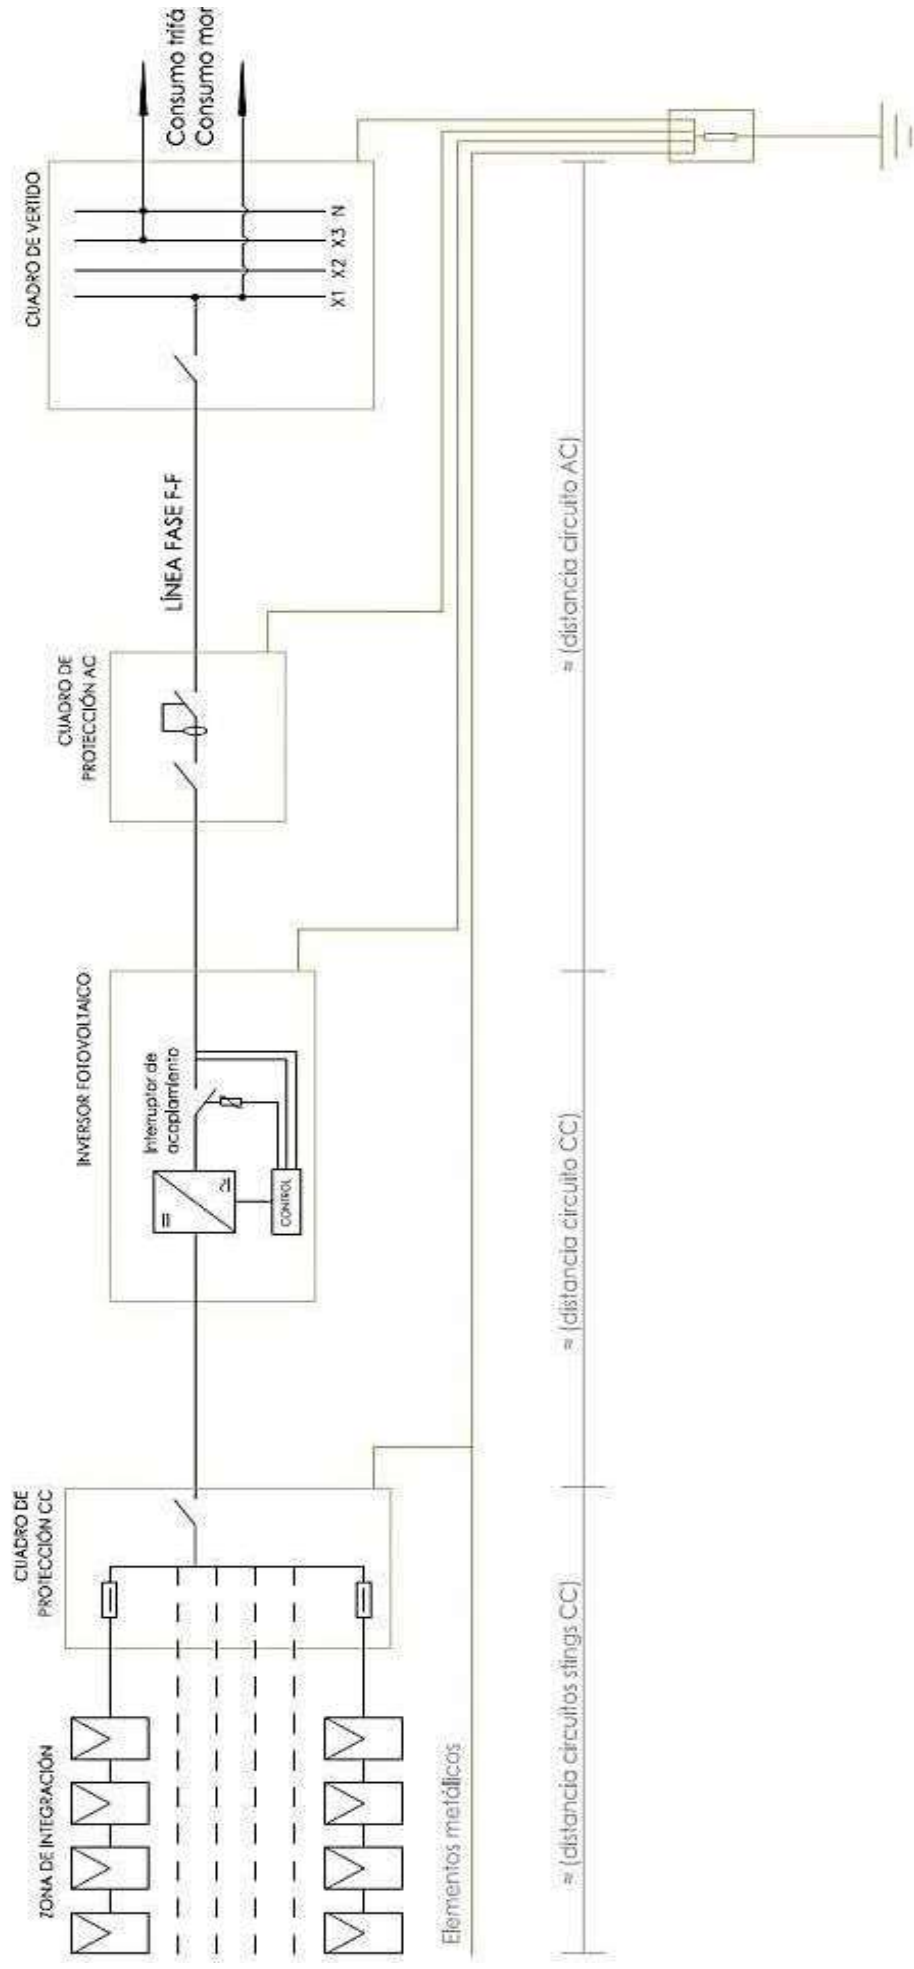 ZONA DE INTEGRACIÓN
CUADRO DE
PROTECCIÓN CC
INVERSOR FOTOVOLTAICO
Interruptor de
acoplamiento
=
CONTROL
CUADRO DE
PROTECCIÓN AC
LÍNEA FASE F-F
CUADRO DE VERTIDO
X1 X2 X3 N
Consumo trifá
Consumo mon
Elementos metálicos
≈ (distancia circuitos stings CC)
≈ (distancia circuito CC)
≈ (distancia circuito AC)